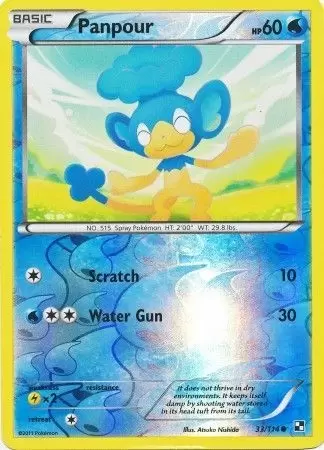 BASIC
Panpour
HP60
NO. 515 Spray Pokémon HT: 2'00" WT: 29.8 lbs.
Scratch 10
Water Gun 30
weakness resistance
×2
It does not thrive in dry
environments. It keeps itself
damp by shooting water stored
in its head tuft from its tail.
retreat
©2011 Pokémon
Illus. Atsuko Nishida
33/114